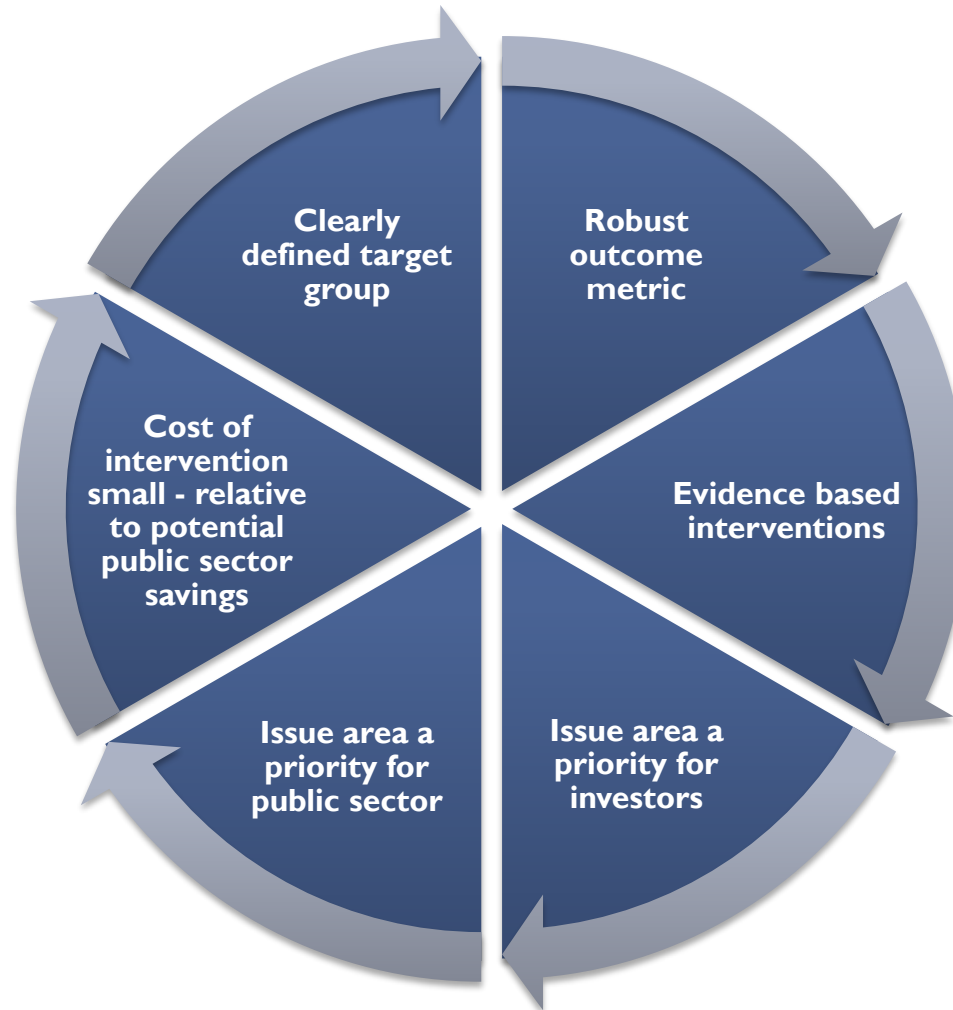 Clearly
defined target
group
Robust
outcome
metric
Cost of
intervention
small - relative
to potential
public sector
savings
Evidence based
interventions
Issue area a
priority for
public sector
Issue area a
priority for
investors